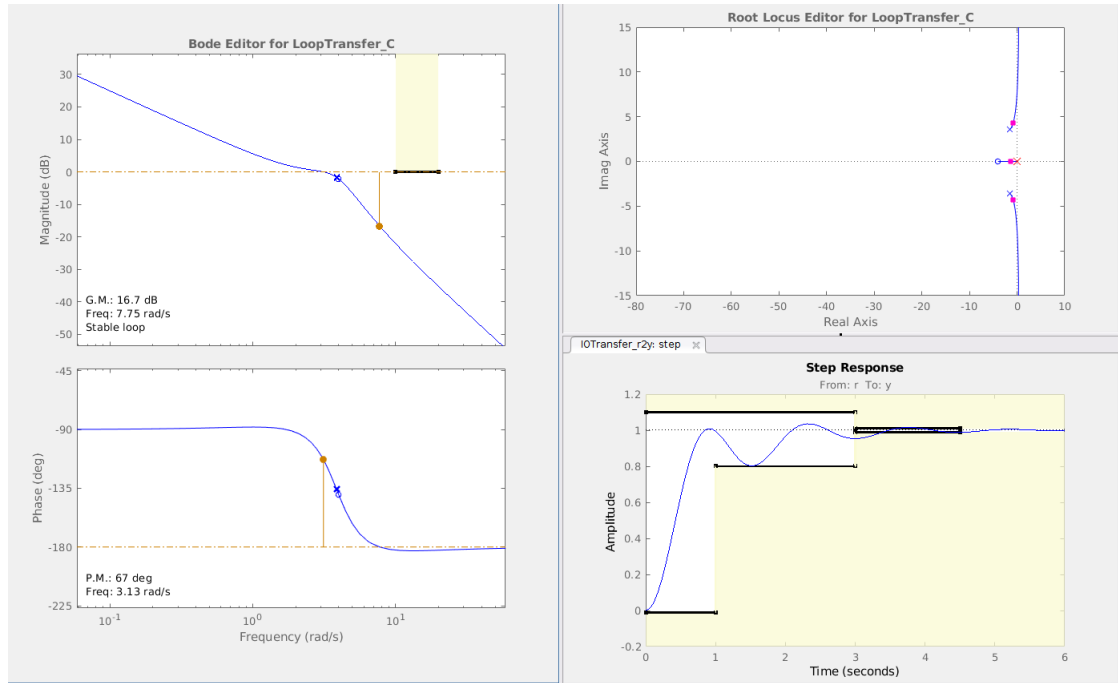 Bode Editor for LoopTransfer_C
30
20
10
0
-10
-20
-30
-40
-50
Magnitude (dB)
G.M.: 16.7 dB
Freq: 7.75 rad/s
Stable loop
-45
-90
-135
-180
-225
Phase (deg)
P.M.: 67 deg
Freq: 3.13 rad/s
10^-1
10^0
10^1
Frequency (rad/s)
Root Locus Editor for LoopTransfer_C
15
10
5
0
-5
-10
-15
Imag Axis
-80 -70 -60 -50 -40 -30 -20 -10 0 10
Real Axis
IOTransfer_r2y: step
Step Response
From: r To: y
1.2
1
0.8
0.6
0.4
0.2
0
-0.2
Amplitude
0 1 2 3 4 5 6
Time (seconds)